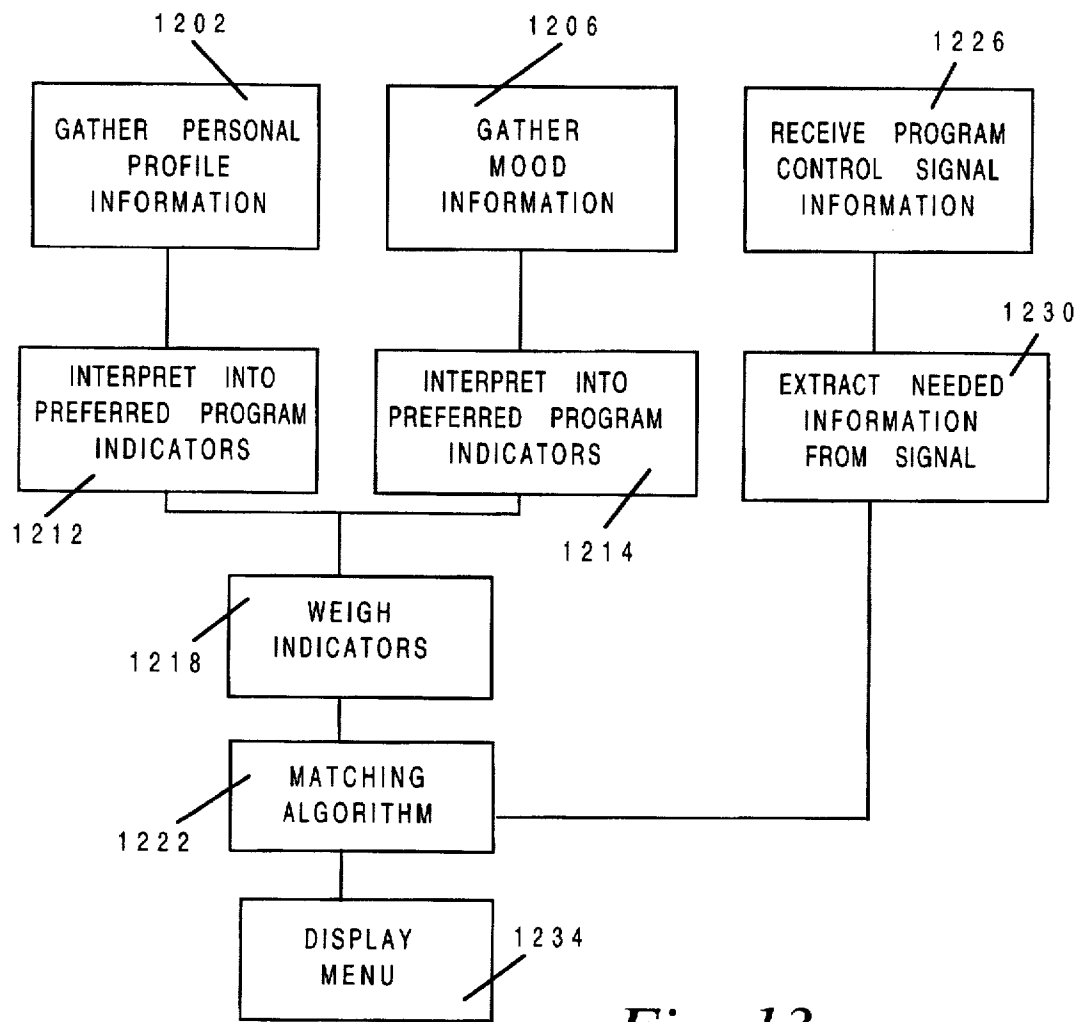 1202
1206
1226
GATHER PERSONAL
PROFILE
INFORMATION
GATHER
MOOD
INFORMATION
RECEIVE PROGRAM
CONTROL SIGNAL
INFORMATION
1230
INTERPRET INTO
PREFERRED PROGRAM
INDICATORS
INTERPRET INTO
PREFERRED PROGRAM
INDICATORS
EXTRACT NEEDED
INFORMATION
FROM SIGNAL
1212
1214
WEIGH
INDICATORS
1218
MATCHING
ALGORITHM
1222
DISPLAY
MENU
1234
Fig. 13